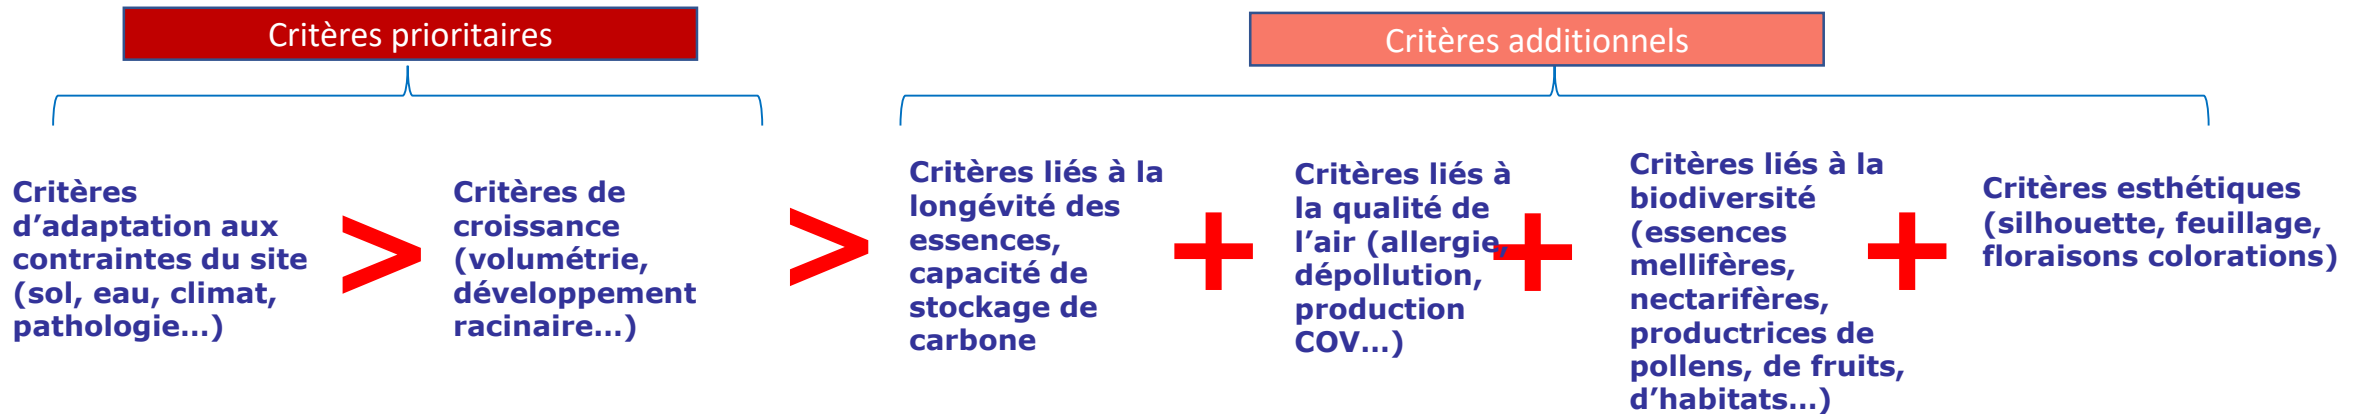 Critères prioritaires
Critères additionnels
Critères
d’adaptation aux
contraintes du site
(sol, eau, climat,
pathologie…)
>
Critères de
croissance
(volumétrie,
développement
racinaire…)
>
Critères liés à la
longévité des
essences,
capacité de
stockage de
carbone
+
Critères liés à
la qualité de
l’air (allergie,
dépollution,
production
COV…)
+
Critères liés à la
biodiversité
(essences
mellifères,
nectarifères,
productrices de
pollens, de fruits,
d’habitats…)
+
Critères esthétiques
(silhouette, feuillage,
floraisons colorations)